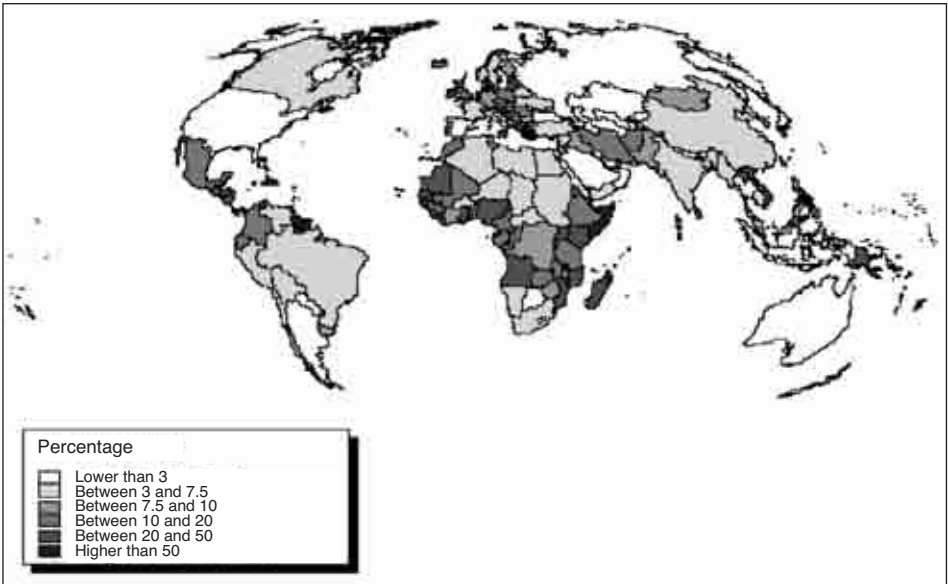 Percentage
Lower than 3
Between 3 and 7.5
Between 7.5 and 10
Between 10 and 20
Between 20 and 50
Higher than 50